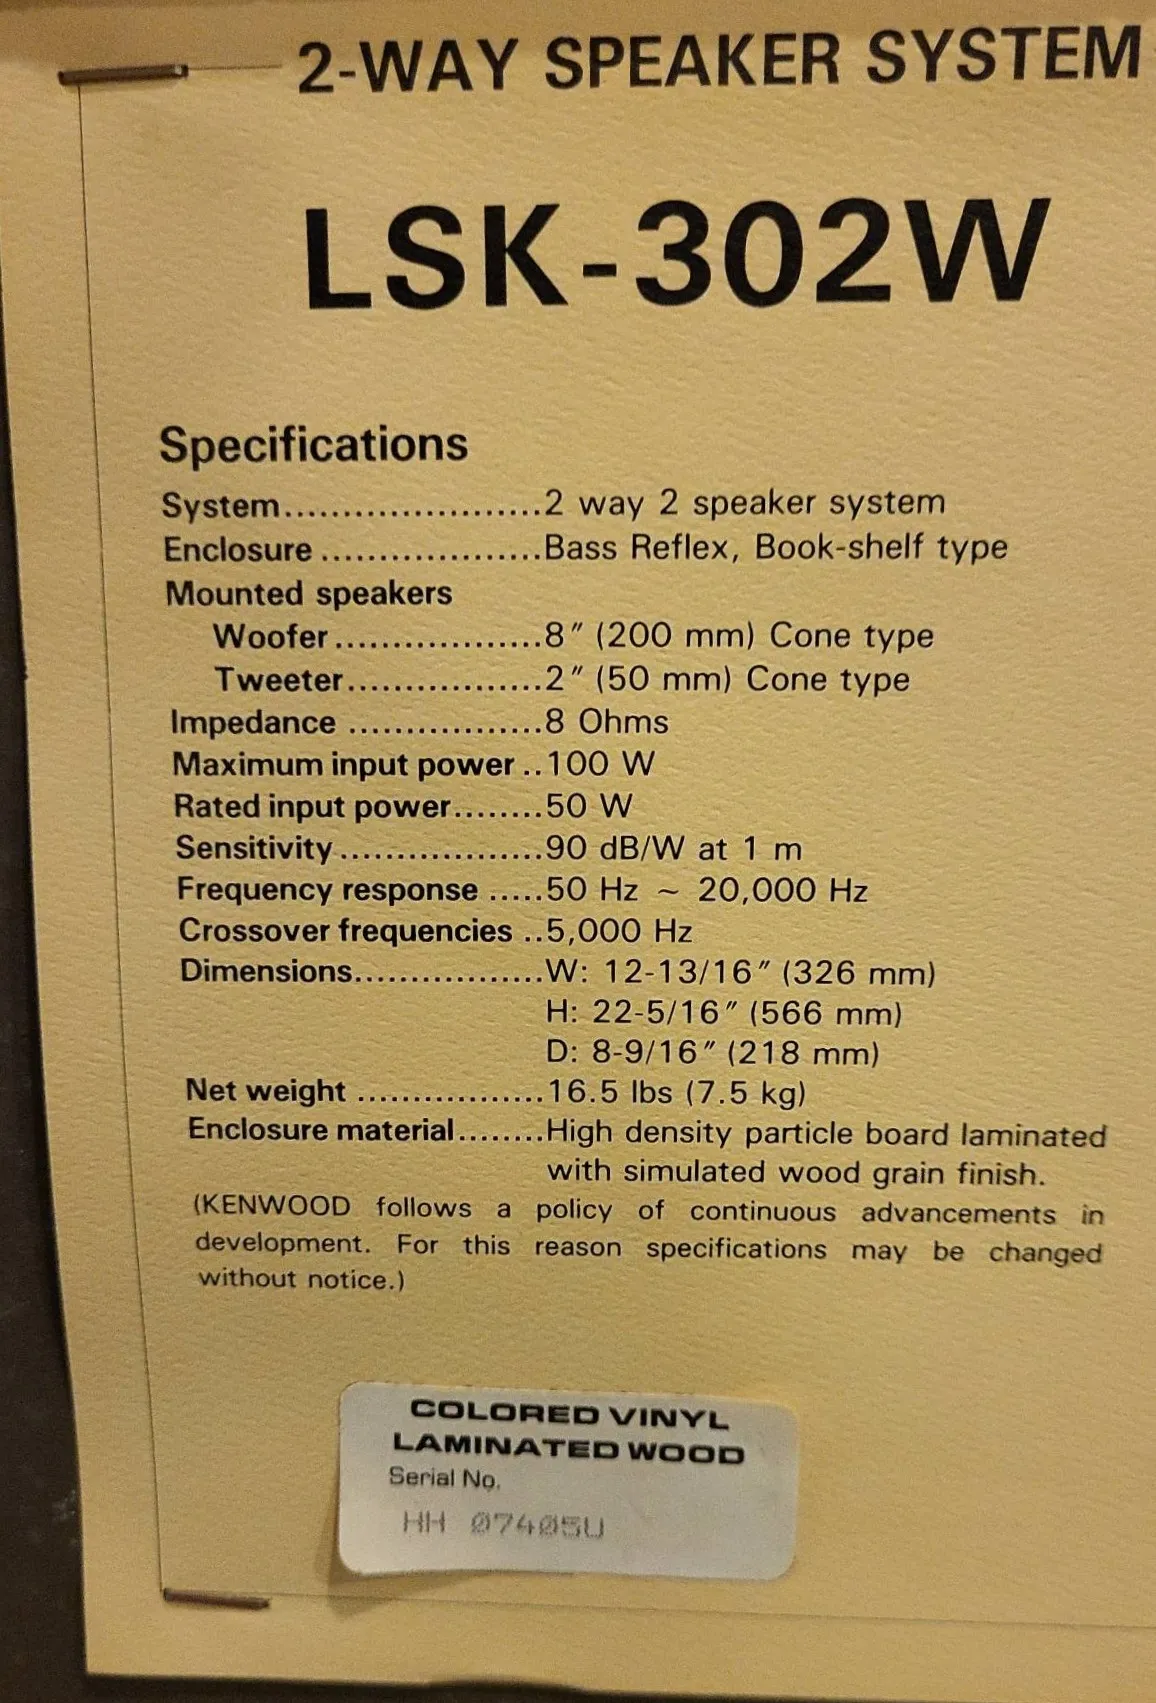 2-WAY SPEAKER SYSTEM
LSK-302W
Specifications
System......................2 way 2 speaker system
Enclosure ...................Bass Reflex, Book-shelf type
Mounted speakers
Woofer..................8″ (200 mm) Cone type
Tweeter.................2″ (50 mm) Cone type
Impedance .................8 Ohms
Maximum input power ..100 W
Rated input power........50 W
Sensitivity..................90 dB/W at 1 m
Frequency response .....50 Hz ~ 20,000 Hz
Crossover frequencies ..5,000 Hz
Dimensions.................W: 12-13/16″ (326 mm)
H: 22-5/16″ (566 mm)
D: 8-9/16″ (218 mm)
Net weight ................16.5 lbs (7.5 kg)
Enclosure material........High density particle board laminated
with simulated wood grain finish.
(KENWOOD follows a policy of continuous advancements in
development. For this reason specifications may be changed
without notice.)
COLORED VINYL
LAMINATED WOOD
Serial No.
HH 07405U